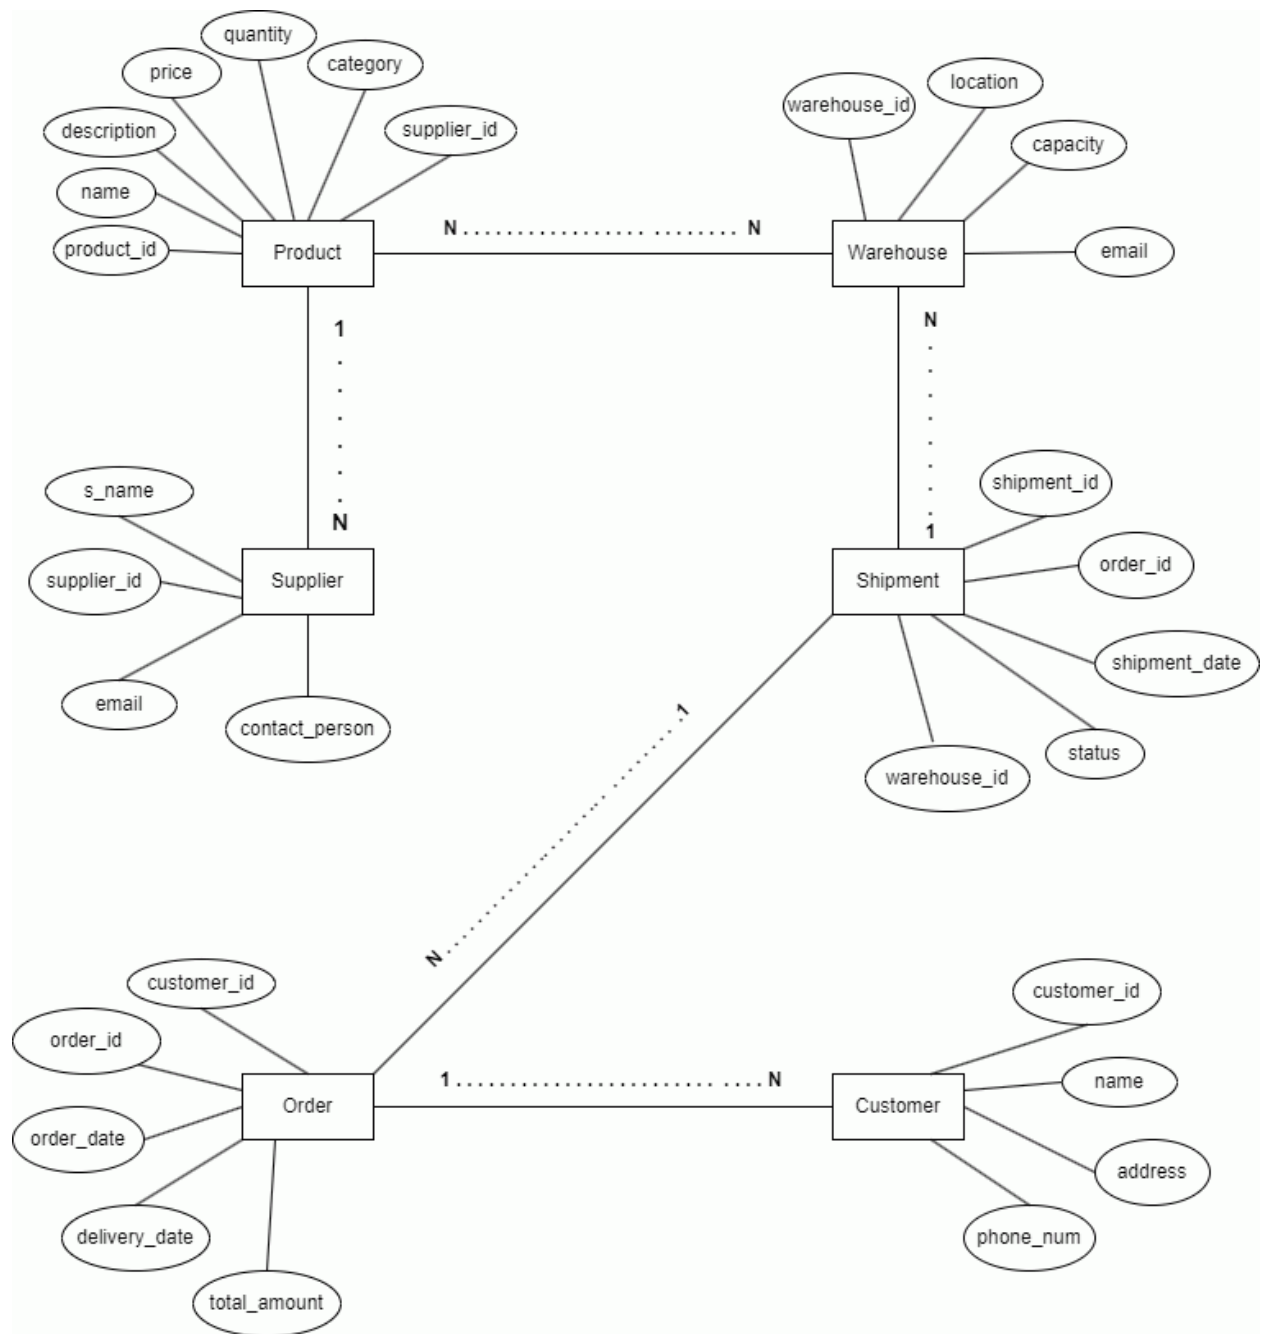 quantity
price
category
description
supplier_id
name
product_id
Product
warehouse_id
location
capacity
email
Warehouse
N . . . . . . . . . . . . . . . . . . . . . . . . . N
1
.
.
.
.
.
.
N
N
.
.
.
.
.
.
.
.
1
s_name
supplier_id
email
contact_person
Supplier
shipment_id
order_id
shipment_date
status
warehouse_id
Shipment
N . . . . . . . . . . . . . . . . . . . . . . . . . . . . . . . . . . . 1
customer_id
order_id
order_date
delivery_date
total_amount
Order
1 . . . . . . . . . . . . . . . . . . . . . . . . . . . N
customer_id
name
address
phone_num
Customer